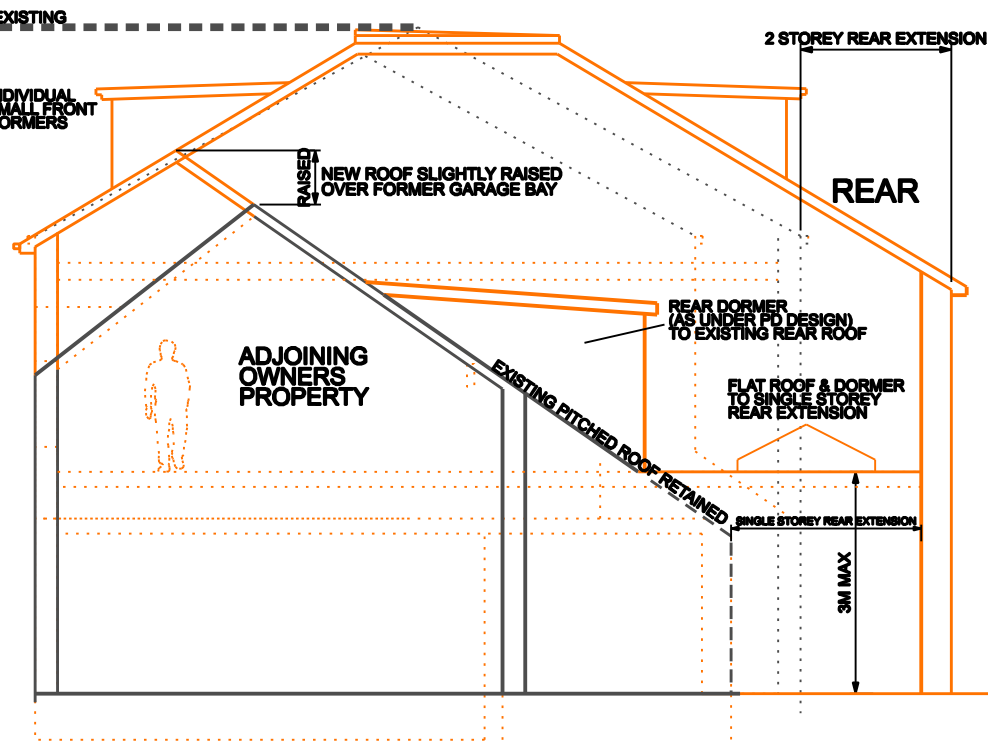 EXISTING
2 STOREY REAR EXTENSION
NDIVIDUAL
MALL FRONT
ORMERS
RAISED
NEW ROOF SLIGHTLY RAISED
OVER FORMER GARAGE BAY
REAR
REAR DORMER
(AS UNDER PD DESIGN)
TO EXISTING REAR ROOF
ADJOINING
OWNERS
PROPERTY
EXISTING PITCHED ROOF RETAINED
FLAT ROOF & DORMER
TO SINGLE STOREY
REAR EXTENSION
SINGLE STOREY REAR EXTENSION
3M MAX